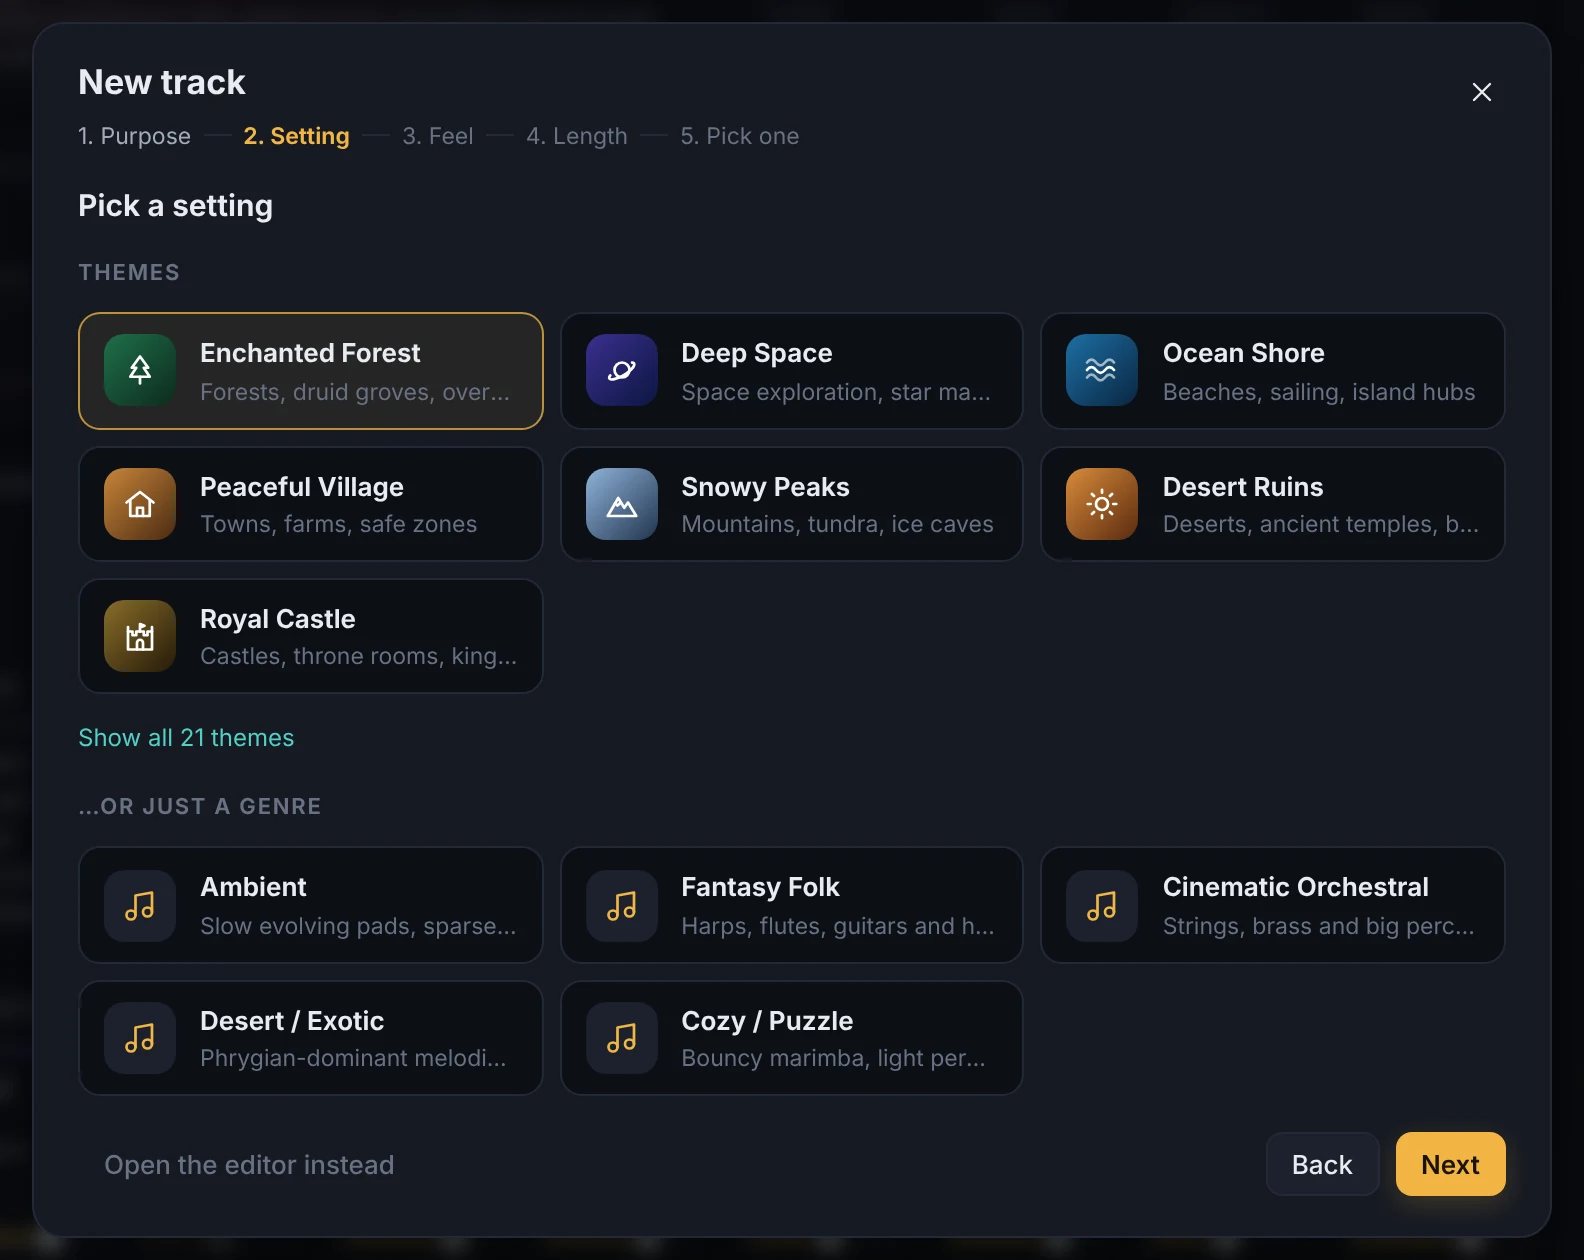 New track
1. Purpose — 2. Setting — 3. Feel — 4. Length — 5. Pick one
Pick a setting
THEMES
Enchanted Forest
Forests, druid groves, over...
Deep Space
Space exploration, star ma...
Ocean Shore
Beaches, sailing, island hubs
Peaceful Village
Towns, farms, safe zones
Snowy Peaks
Mountains, tundra, ice caves
Desert Ruins
Deserts, ancient temples, b...
Royal Castle
Castles, throne rooms, king...
Show all 21 themes
...OR JUST A GENRE
Ambient
Slow evolving pads, sparse...
Fantasy Folk
Harps, flutes, guitars and h...
Cinematic Orchestral
Strings, brass and big perc...
Desert / Exotic
Phrygian-dominant melodi...
Cozy / Puzzle
Bouncy marimba, light per...
Open the editor instead
Back
Next